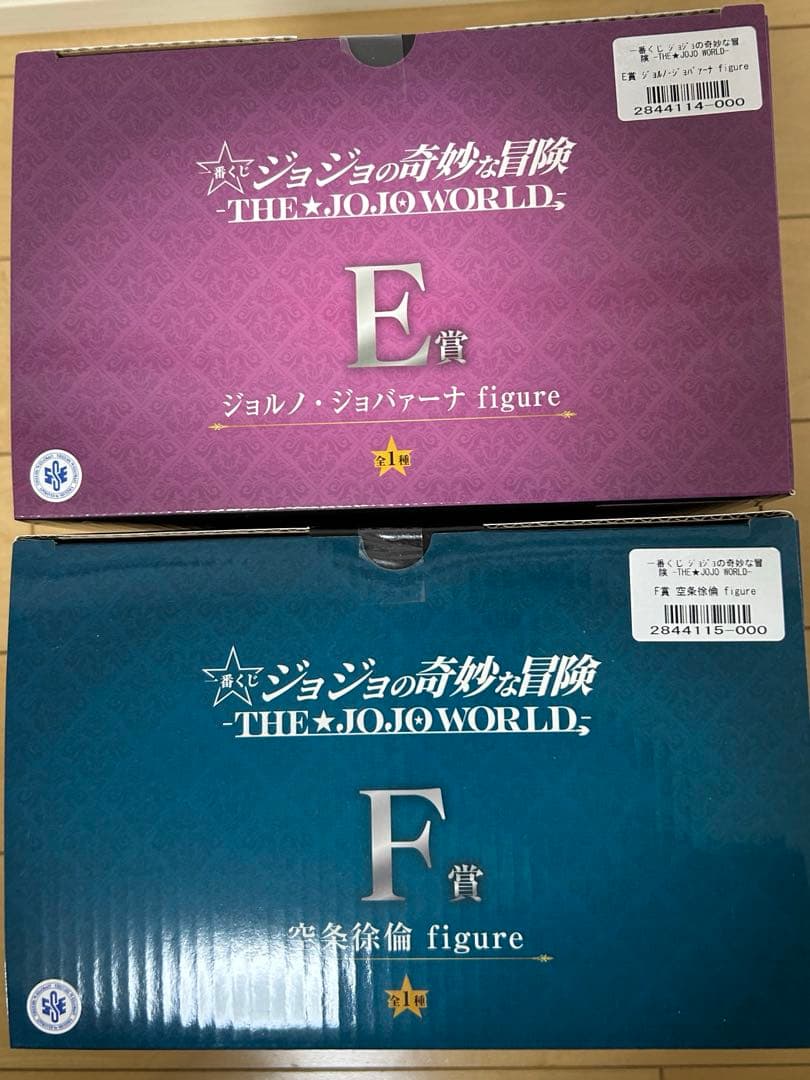 一番くじ ジョジョの奇妙な冒
険 -THE★JOJO WORLD-
E賞 ジョルノ・ジョバァーナ figure
2844114-000
一番くじ ジョジョの奇妙な冒険
-THE★JOJO WORLD-
E賞
ジョルノ・ジョバァーナ figure
全1種
一番くじ ジョジョの奇妙な冒
険 -THE★JOJO WORLD-
F賞 空条徐倫 figure
2844115-000
一番くじ ジョジョの奇妙な冒険
-THE★JOJO WORLD-
F賞
空条徐倫 figure
全1種